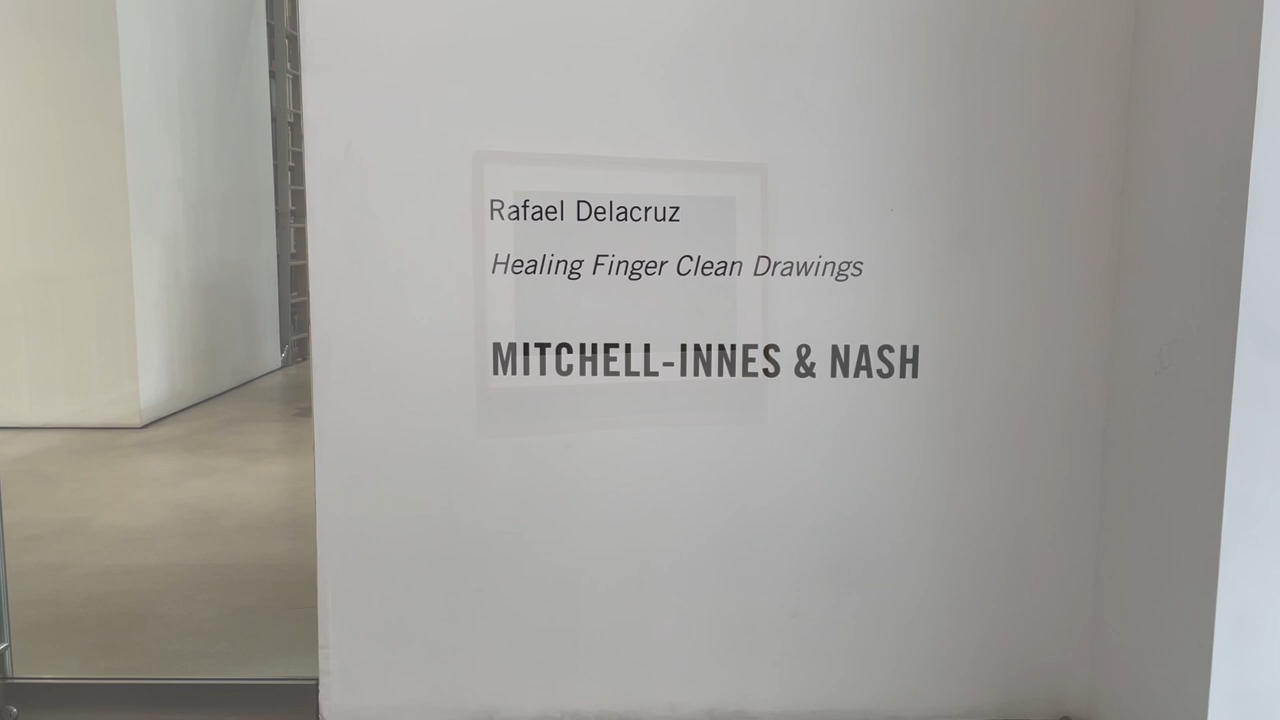 Rafael Delacruz
Healing Finger Clean Drawings
MITCHELL-INNES & NASH